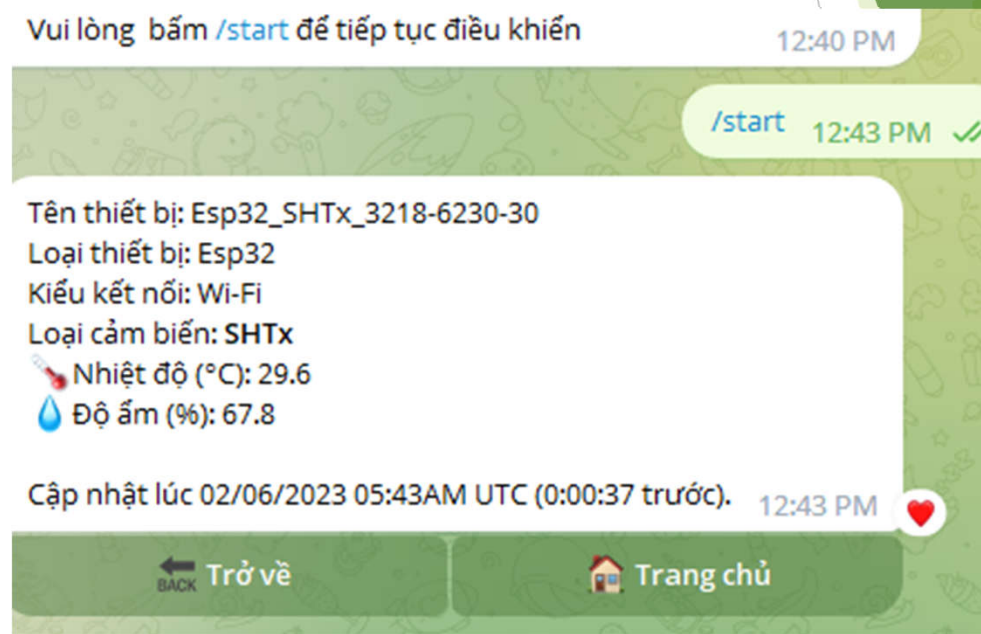 Vui lòng bấm /start để tiếp tục điều khiển
12:40 PM
/start 12:43 PM
Tên thiết bị: Esp32_SHTx_3218-6230-30
Loại thiết bị: Esp32
Kiểu kết nối: Wi-Fi
Loại cảm biến: SHTx
Nhiệt độ (°C): 29.6
Độ ẩm (%): 67.8
Cập nhật lúc 02/06/2023 05:43AM UTC (0:00:37 trước).
12:43 PM
BACK Trở về
Trang chủ